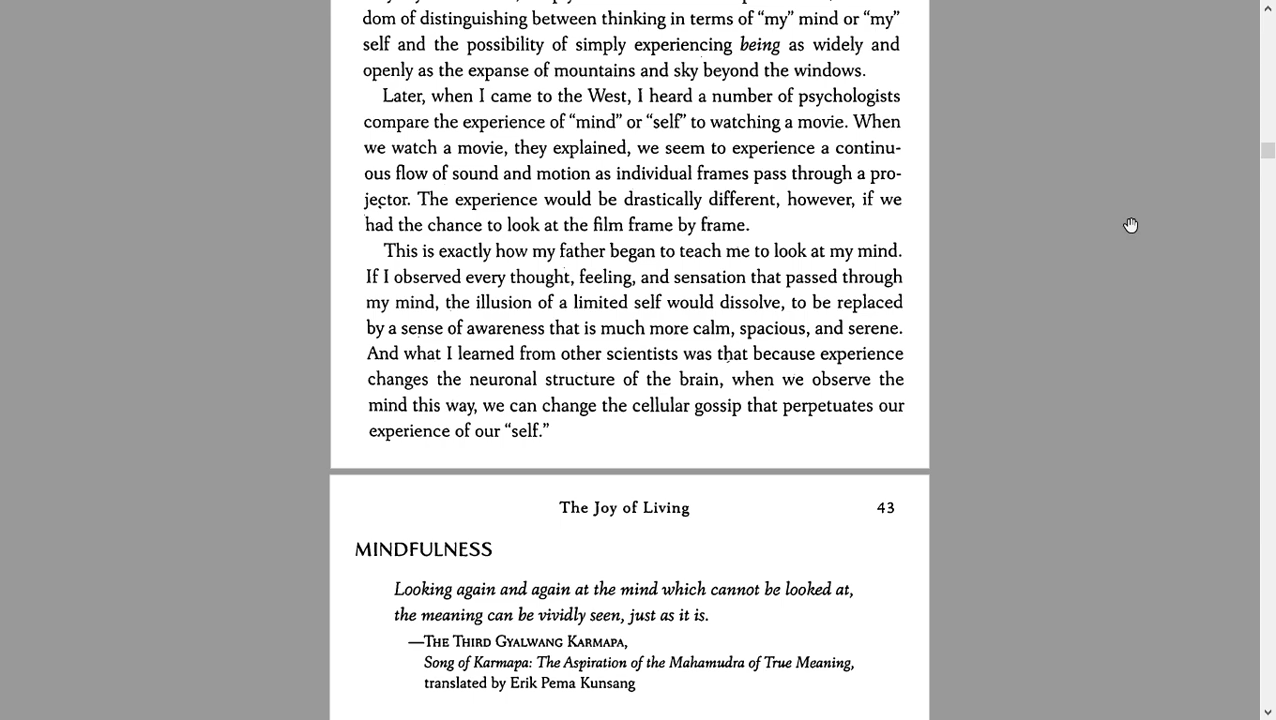 dom of distinguishing between thinking in terms of “my” mind or “my”
self and the possibility of simply experiencing being as widely and
openly as the expanse of mountains and sky beyond the windows.
Later, when I came to the West, I heard a number of psychologists
compare the experience of “mind” or “self” to watching a movie. When
we watch a movie, they explained, we seem to experience a continu-
ous flow of sound and motion as individual frames pass through a pro-
jector. The experience would be drastically different, however, if we
had the chance to look at the film frame by frame.
This is exactly how my father began to teach me to look at my mind.
If I observed every thought, feeling, and sensation that passed through
my mind, the illusion of a limited self would dissolve, to be replaced
by a sense of awareness that is much more calm, spacious, and serene.
And what I learned from other scientists was that because experience
changes the neuronal structure of the brain, when we observe the
mind this way, we can change the cellular gossip that perpetuates our
experience of our “self.”
The Joy of Living 43
MINDFULNESS
Looking again and again at the mind which cannot be looked at,
the meaning can be vividly seen, just as it is.
—THE THIRD GYALWANG KARMAPA,
Song of Karmapa: The Aspiration of the Mahamudra of True Meaning,
translated by Erik Pema Kunsang